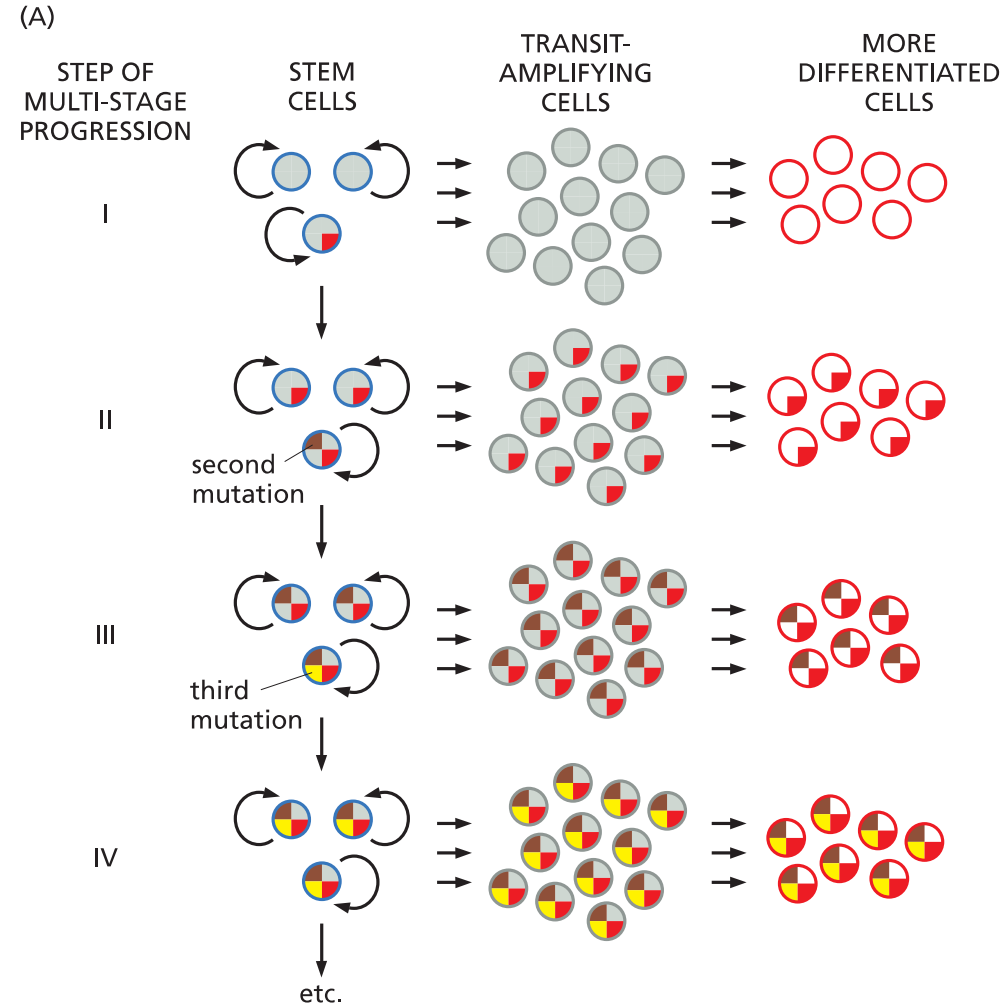 (A)
STEP OF
MULTI-STAGE
PROGRESSION
STEM
CELLS
TRANSIT-
AMPLIFYING
CELLS
MORE
DIFFERENTIATED
CELLS
I
II
second
mutation
III
third
mutation
IV
etc.